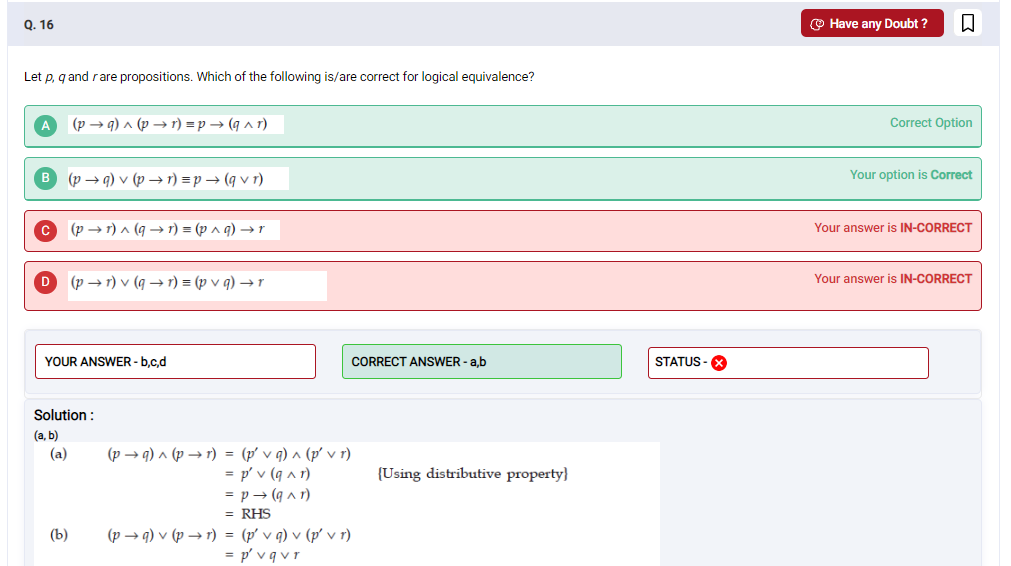 Q. 16
Have any Doubt ?
Let p, q and r are propositions. Which of the following is/are correct for logical equivalence?
A (p → q) ∧ (p → r) ≡ p → (q ∧ r) Correct Option
B (p → q) ∨ (p → r) ≡ p → (q ∨ r) Your option is Correct
C (p → r) ∧ (q → r) ≡ (p ∧ q) → r Your answer is IN-CORRECT
D (p → r) ∨ (q → r) ≡ (p ∨ q) → r Your answer is IN-CORRECT
YOUR ANSWER - b,c,d CORRECT ANSWER - a,b STATUS -
Solution :
(a, b)
(a) (p → q) ∧ (p → r) = (p′ ∨ q) ∧ (p′ ∨ r)
= p′ ∨ (q ∧ r) {Using distributive property}
= p → (q ∧ r)
= RHS
(b) (p → q) ∨ (p → r) = (p′ ∨ q) ∨ (p′ ∨ r)
= p′ ∨ q ∨ r